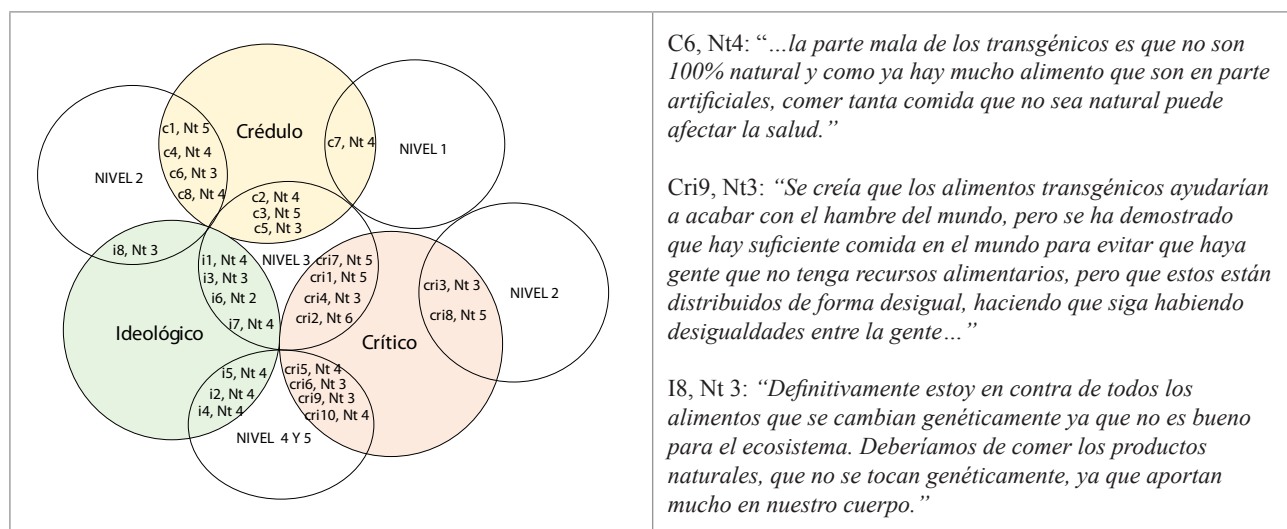 Crédulo
c1, Nt 5
c4, Nt 4
c6, Nt 3
c8, Nt 4
c7, Nt 4
NIVEL 1
NIVEL 2
c2, Nt 4
c3, Nt 5
c5, Nt 3
i8, Nt 3
NIVEL 3
i1, Nt 4
i3, Nt 3
i6, Nt 2
i7, Nt 4
cri7, Nt 5
cri1, Nt 5
cri4, Nt 3
cri2, Nt 6
cri3, Nt 3
cri8, Nt 5
NIVEL 2
Ideológico
Crítico
i5, Nt 4
i2, Nt 4
i4, Nt 4
cri5, Nt 4
cri6, Nt 3
cri9, Nt 3
cri10, Nt 4
NIVEL 4 Y 5
C6, Nt4: “…la parte mala de los transgénicos es que no son
100% natural y como ya hay mucho alimento que son en parte
artificiales, comer tanta comida que no sea natural puede
afectar la salud.”
Cri9, Nt3: “Se creía que los alimentos transgénicos ayudarían
a acabar con el hambre del mundo, pero se ha demostrado
que hay suficiente comida en el mundo para evitar que haya
gente que no tenga recursos alimentarios, pero que estos están
distribuidos de forma desigual, haciendo que siga habiendo
desigualdades entre la gente…”
I8, Nt 3: “Definitivamente estoy en contra de todos los
alimentos que se cambian genéticamente ya que no es bueno
para el ecosistema. Deberíamos de comer los productos
naturales, que no se tocan genéticamente, ya que aportan
mucho en nuestro cuerpo.”